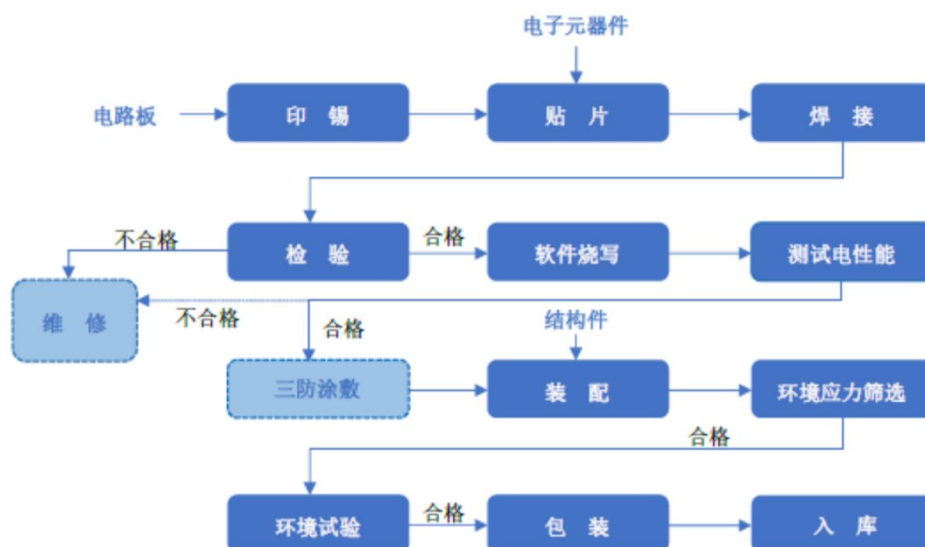 电子元器件
电路板
印 锡
贴 片
焊 接
不合格
检 验
合格
软件烧写
测试电性能
维 修
不合格
合格
结构件
三防涂敷
装 配
环境应力筛选
合格
环境试验
合格
包 装
入 库